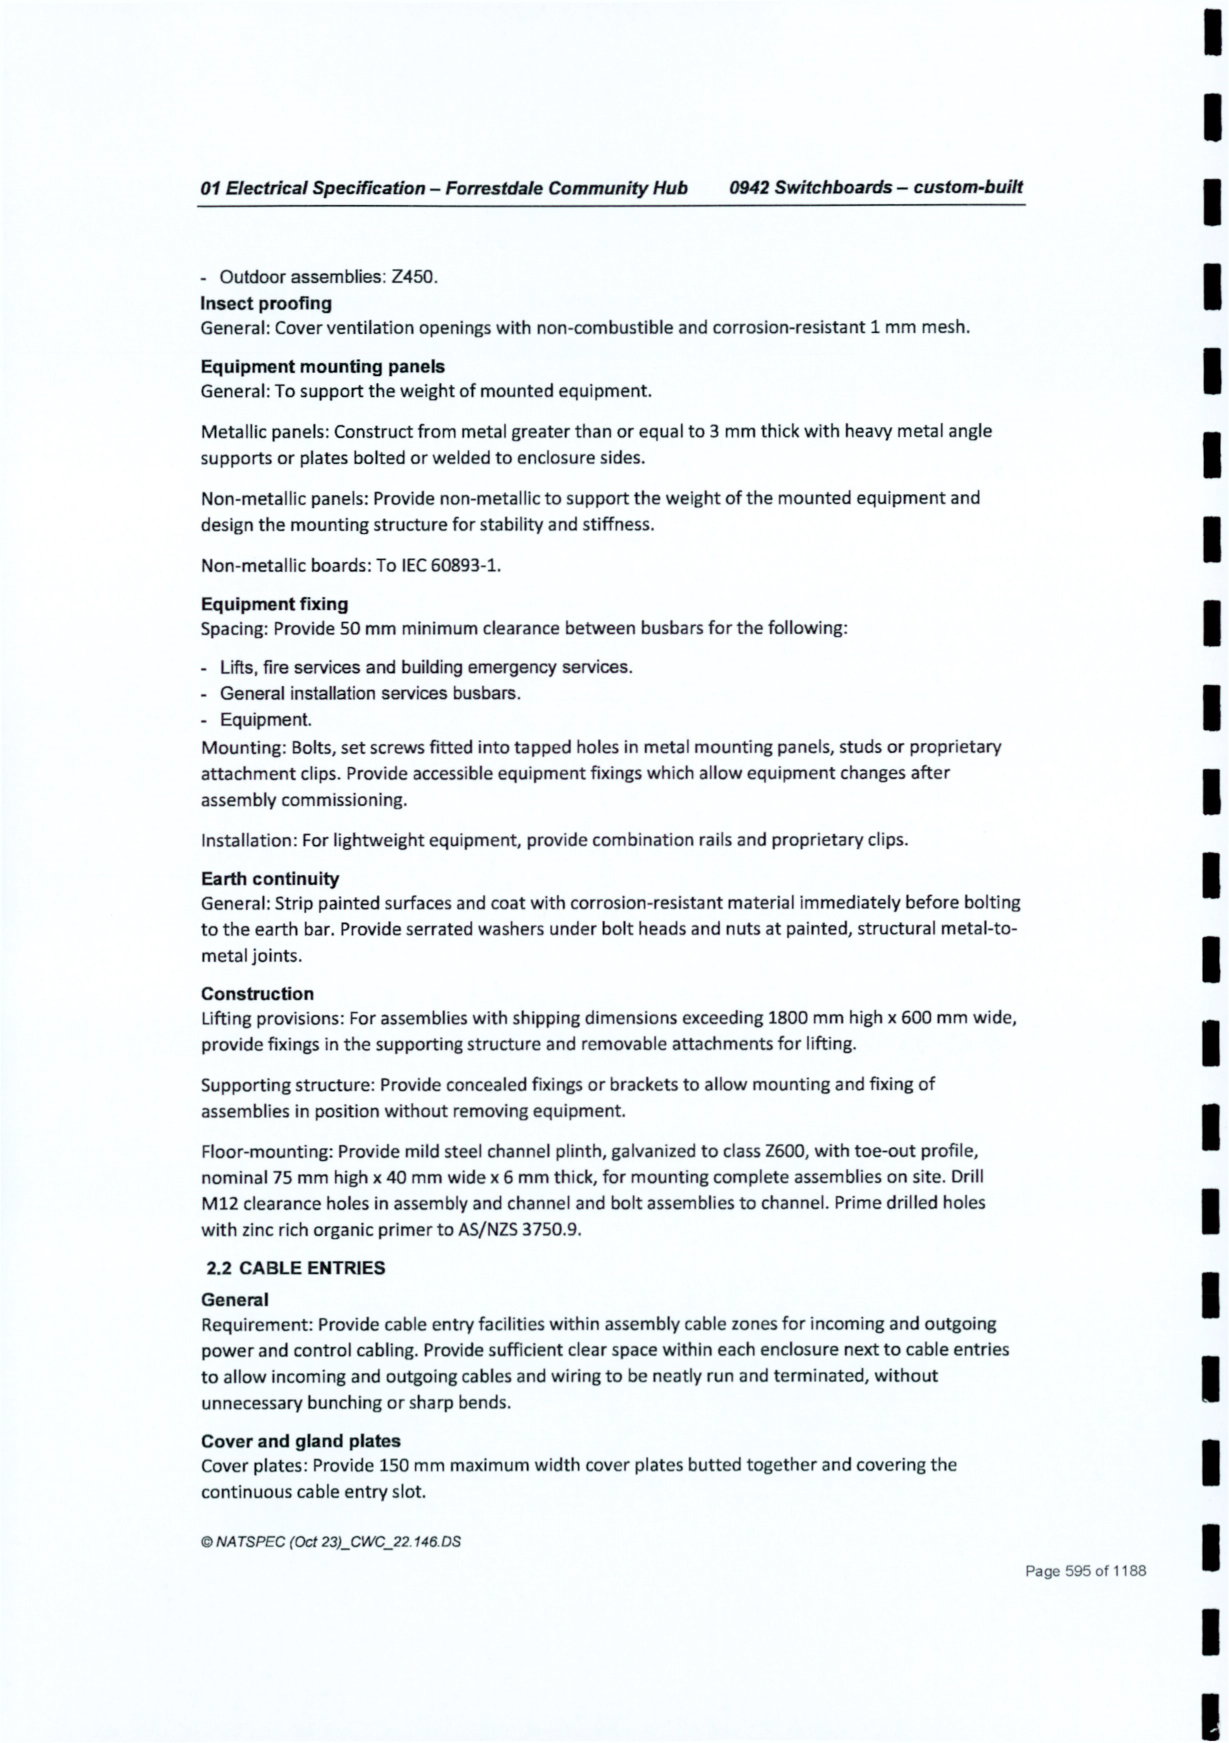 01 Electrical Specification – Forrestdale Community Hub 0942 Switchboards – custom-built
- Outdoor assemblies: Z450.
Insect proofing
General: Cover ventilation openings with non-combustible and corrosion-resistant 1 mm mesh.
Equipment mounting panels
General: To support the weight of mounted equipment.
Metallic panels: Construct from metal greater than or equal to 3 mm thick with heavy metal angle
supports or plates bolted or welded to enclosure sides.
Non-metallic panels: Provide non-metallic to support the weight of the mounted equipment and
design the mounting structure for stability and stiffness.
Non-metallic boards: To IEC 60893-1.
Equipment fixing
Spacing: Provide 50 mm minimum clearance between busbars for the following:
- Lifts, fire services and building emergency services.
- General installation services busbars.
- Equipment.
Mounting: Bolts, set screws fitted into tapped holes in metal mounting panels, studs or proprietary
attachment clips. Provide accessible equipment fixings which allow equipment changes after
assembly commissioning.
Installation: For lightweight equipment, provide combination rails and proprietary clips.
Earth continuity
General: Strip painted surfaces and coat with corrosion-resistant material immediately before bolting
to the earth bar. Provide serrated washers under bolt heads and nuts at painted, structural metal-to-
metal joints.
Construction
Lifting provisions: For assemblies with shipping dimensions exceeding 1800 mm high x 600 mm wide,
provide fixings in the supporting structure and removable attachments for lifting.
Supporting structure: Provide concealed fixings or brackets to allow mounting and fixing of
assemblies in position without removing equipment.
Floor-mounting: Provide mild steel channel plinth, galvanized to class Z600, with toe-out profile,
nominal 75 mm high x 40 mm wide x 6 mm thick, for mounting complete assemblies on site. Drill
M12 clearance holes in assembly and channel and bolt assemblies to channel. Prime drilled holes
with zinc rich organic primer to AS/NZS 3750.9.
2.2 CABLE ENTRIES
General
Requirement: Provide cable entry facilities within assembly cable zones for incoming and outgoing
power and control cabling. Provide sufficient clear space within each enclosure next to cable entries
to allow incoming and outgoing cables and wiring to be neatly run and terminated, without
unnecessary bunching or sharp bends.
Cover and gland plates
Cover plates: Provide 150 mm maximum width cover plates butted together and covering the
continuous cable entry slot.
© NATSPEC (Oct 23)_CWC_22.146.DS
Page 595 of 1188